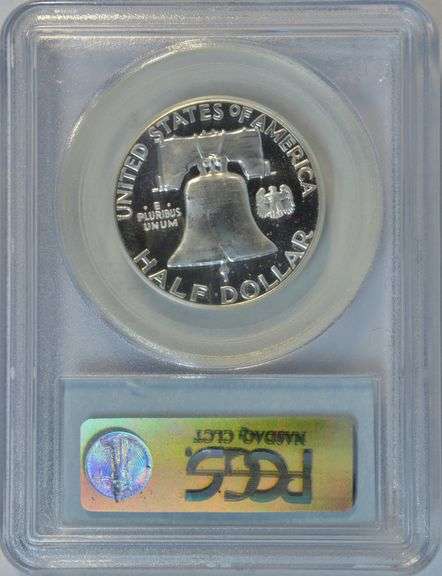 UNITED STATES OF AMERICA
E
PLURIBUS
UNUM
HALF DOLLAR
NASDAQ, CLCT
PCGS